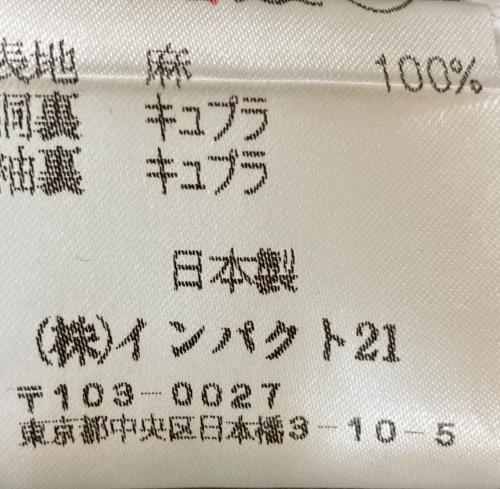 表地 麻 100%
胴裏 キュプラ
袖裏 キュプラ
日本製
(株)インパクト21
〒103-0027
東京都中央区日本橋3-10-5